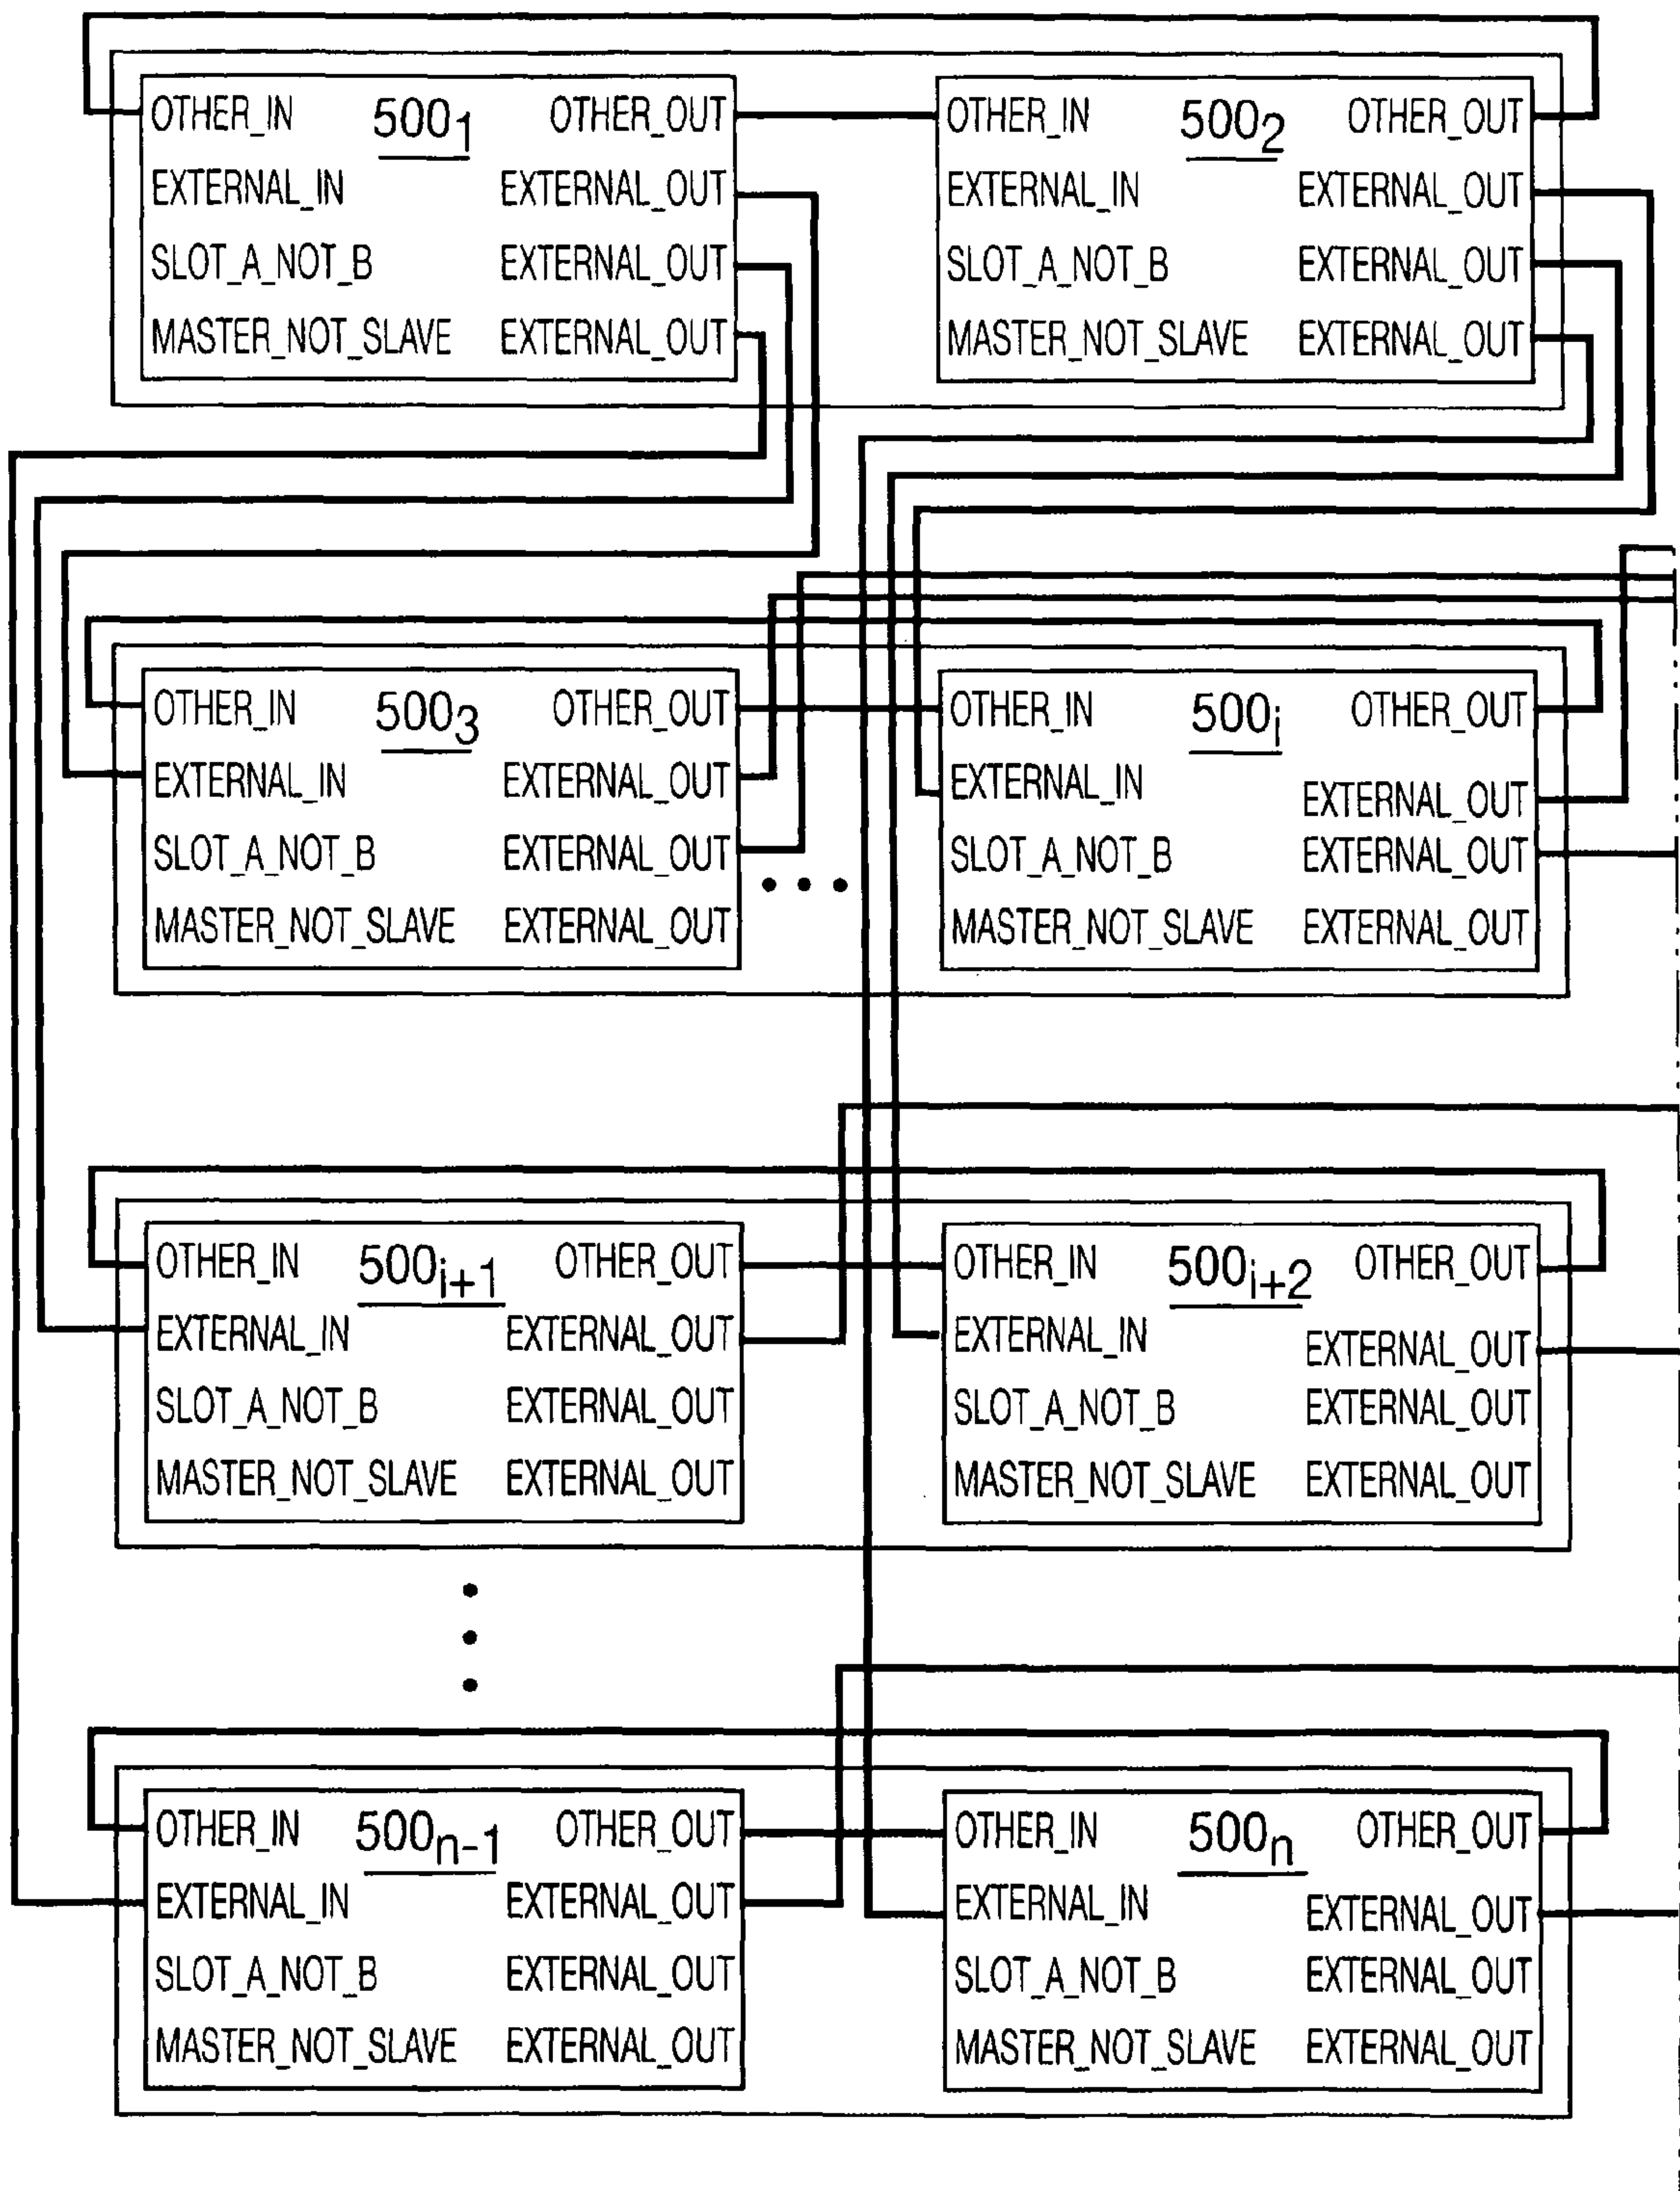 OTHER_IN 500₁ OTHER_OUT
EXTERNAL_IN EXTERNAL_OUT
SLOT_A_NOT_B EXTERNAL_OUT
MASTER_NOT_SLAVE EXTERNAL_OUT
OTHER_IN 500₂ OTHER_OUT
EXTERNAL_IN EXTERNAL_OUT
SLOT_A_NOT_B EXTERNAL_OUT
MASTER_NOT_SLAVE EXTERNAL_OUT
OTHER_IN 500₃ OTHER_OUT
EXTERNAL_IN EXTERNAL_OUT
SLOT_A_NOT_B EXTERNAL_OUT
MASTER_NOT_SLAVE EXTERNAL_OUT
OTHER_IN 500ᵢ OTHER_OUT
EXTERNAL_IN EXTERNAL_OUT
SLOT_A_NOT_B EXTERNAL_OUT
MASTER_NOT_SLAVE EXTERNAL_OUT
OTHER_IN 500ᵢ₊₁ OTHER_OUT
EXTERNAL_IN EXTERNAL_OUT
SLOT_A_NOT_B EXTERNAL_OUT
MASTER_NOT_SLAVE EXTERNAL_OUT
OTHER_IN 500ᵢ₊₂ OTHER_OUT
EXTERNAL_IN EXTERNAL_OUT
SLOT_A_NOT_B EXTERNAL_OUT
MASTER_NOT_SLAVE EXTERNAL_OUT
OTHER_IN 500ₙ₋₁ OTHER_OUT
EXTERNAL_IN EXTERNAL_OUT
SLOT_A_NOT_B EXTERNAL_OUT
MASTER_NOT_SLAVE EXTERNAL_OUT
OTHER_IN 500ₙ OTHER_OUT
EXTERNAL_IN EXTERNAL_OUT
SLOT_A_NOT_B EXTERNAL_OUT
MASTER_NOT_SLAVE EXTERNAL_OUT